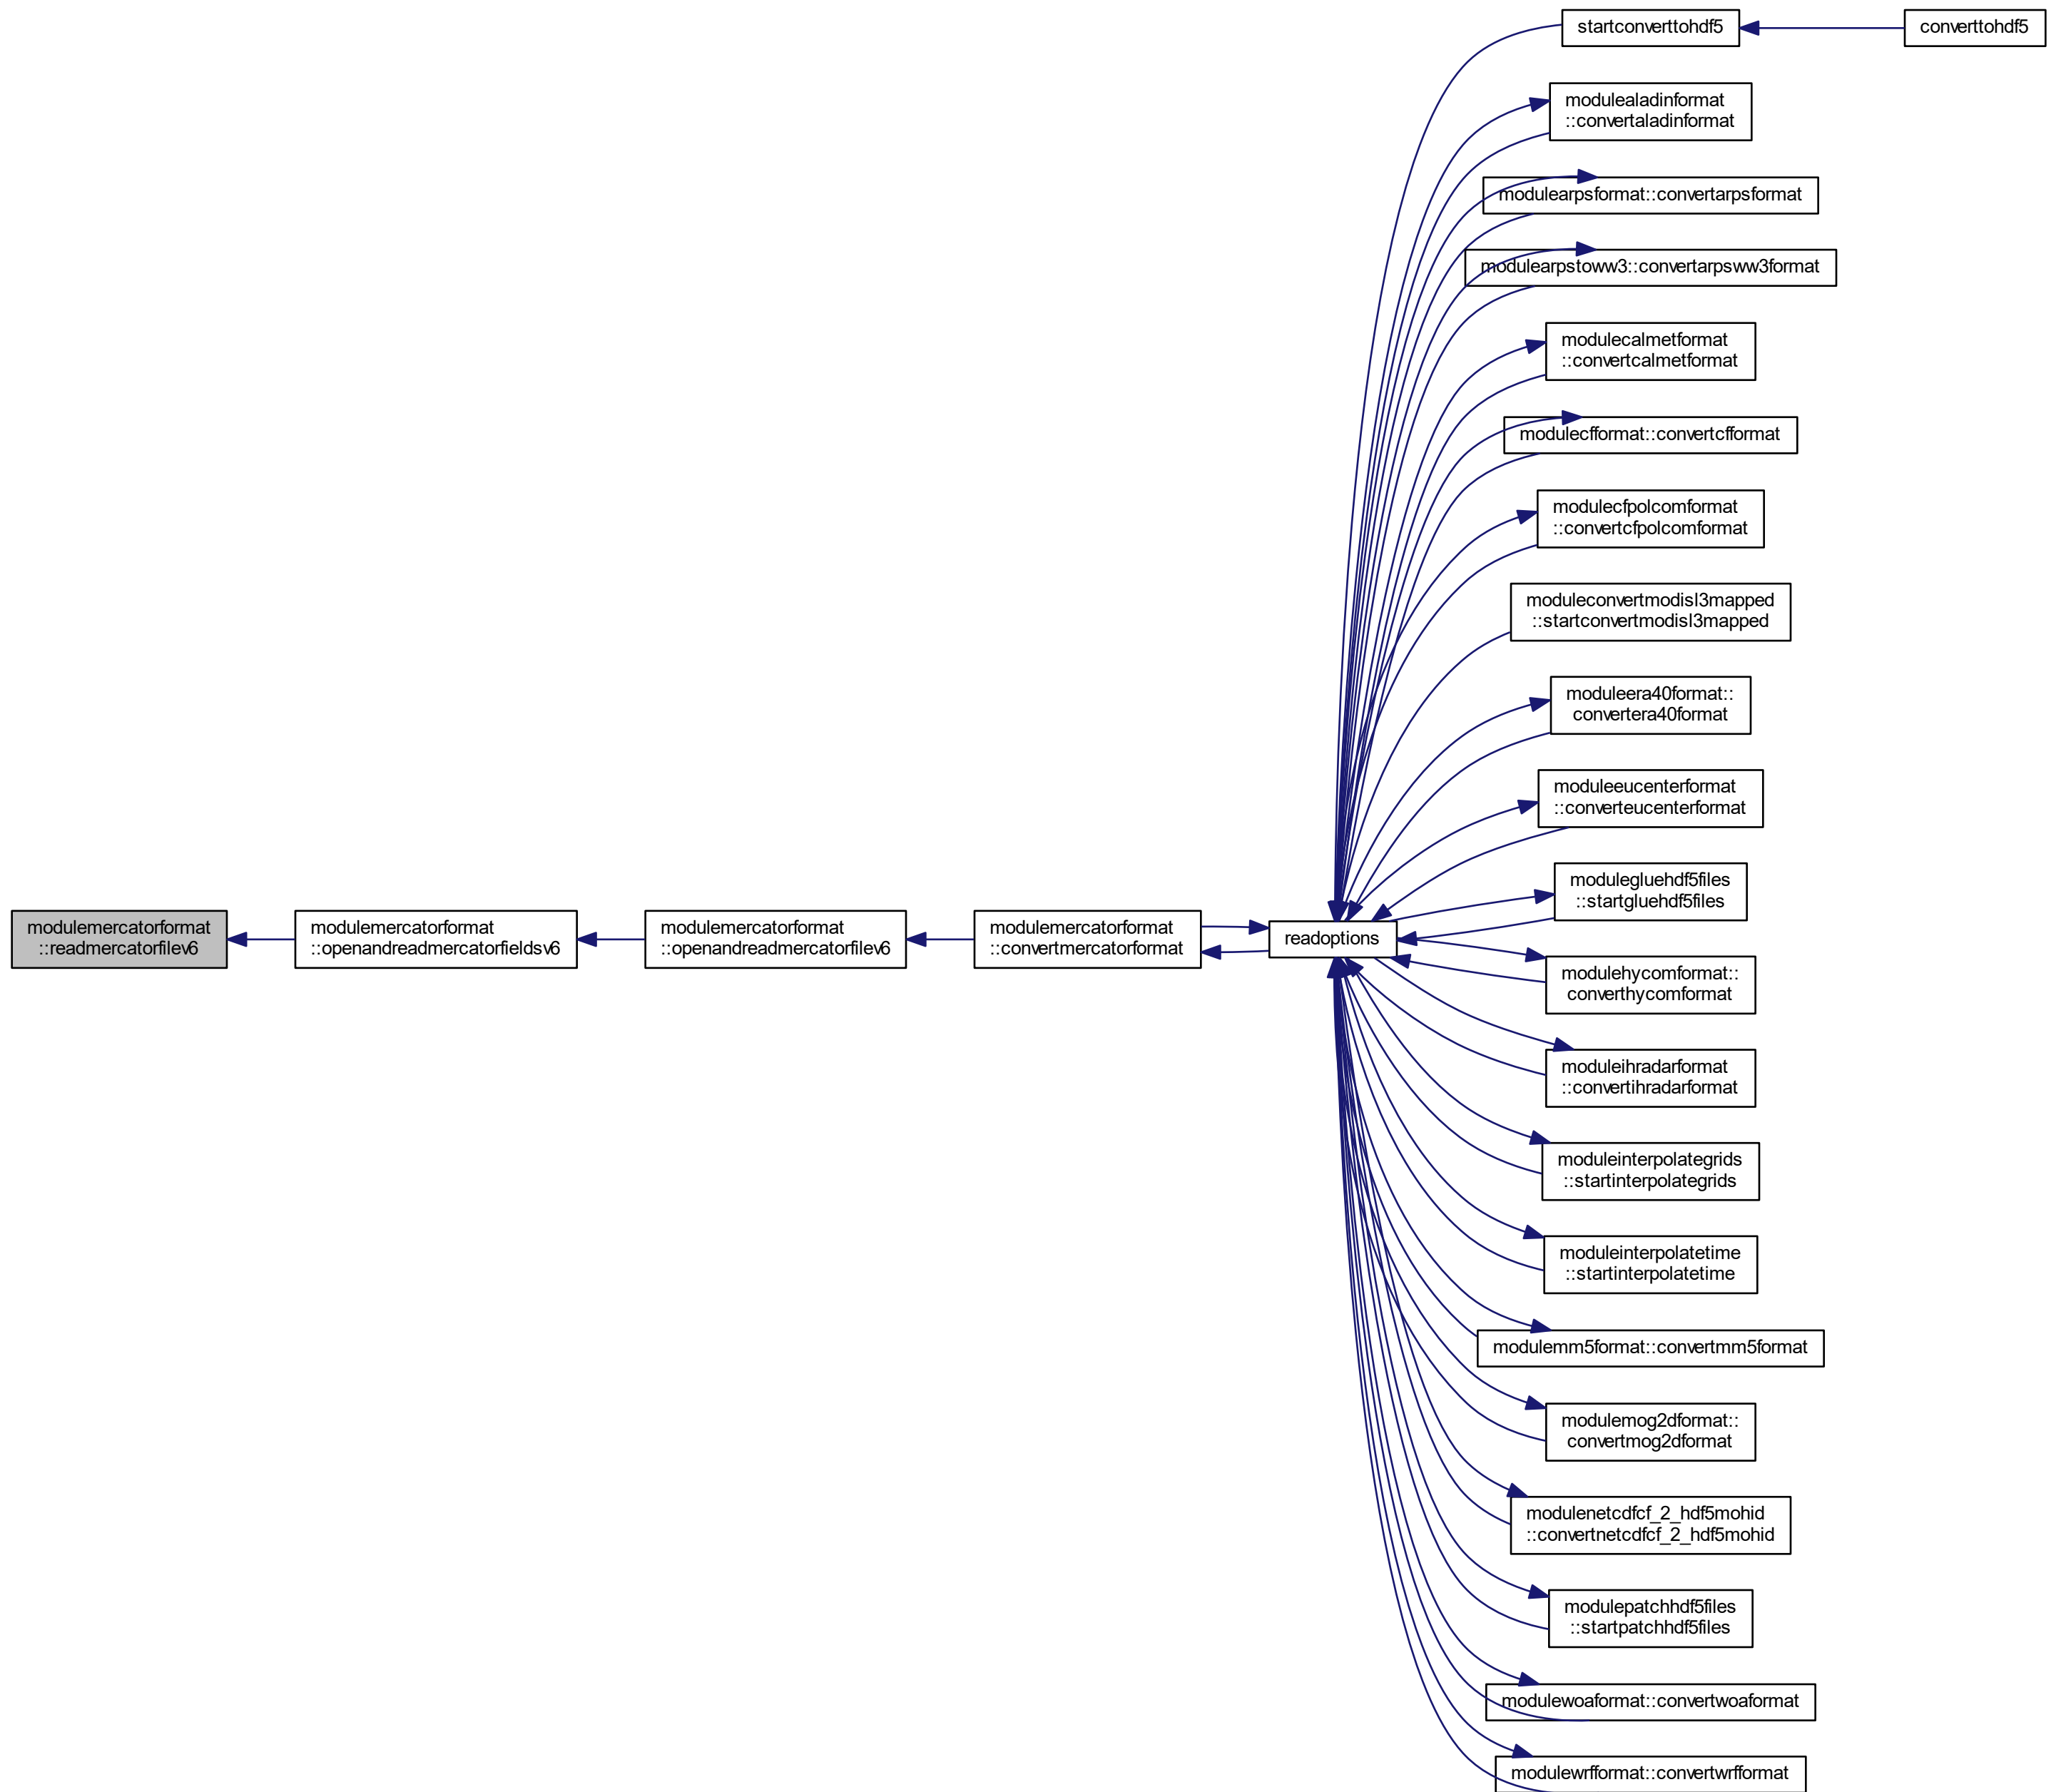 startconverttohdf5
converttohdf5
modulealadinformat
::convertaladinformat
modulearpsformat::convertarpsformat
modulearpstoww3::convertarpsww3format
modulecalmetformat
::convertcalmetformat
modulecfformat::convertcfformat
modulecfpolcomformat
::convertcfpolcomformat
moduleconvertmodisl3mapped
::startconvertmodisl3mapped
moduleera40format::
convertera40format
moduleeucenterformat
::converteucenterformat
modulegluehdf5files
::startgluehdf5files
modulemercatorformat
::readmercatorfilev6
modulemercatorformat
::openandreadmercatorfieldsv6
modulemercatorformat
::openandreadmercatorfilev6
modulemercatorformat
::convertmercatorformat
readoptions
modulehycomformat::
converthycomformat
moduleihradarformat
::convertihradarformat
moduleinterpolategrids
::startinterpolategrids
moduleinterpolatetime
::startinterpolatetime
modulemm5format::convertmm5format
modulemog2dformat::
convertmog2dformat
modulenetcdfcf_2_hdf5mohid
::convertnetcdfcf_2_hdf5mohid
modulepatchhdf5files
::startpatchhdf5files
modulewoaformat::convertwoaformat
modulewrfformat::convertwrfformat